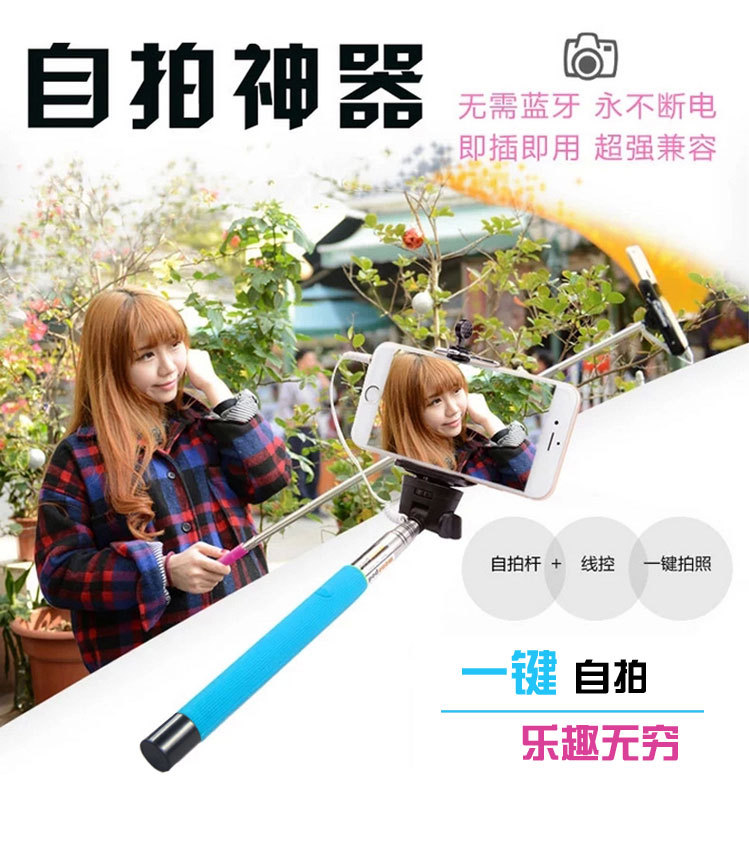 自拍神器
无需蓝牙 永不断电
即插即用 超强兼容
自拍杆 + 线控 一键拍照
一键 自拍
乐趣无穷